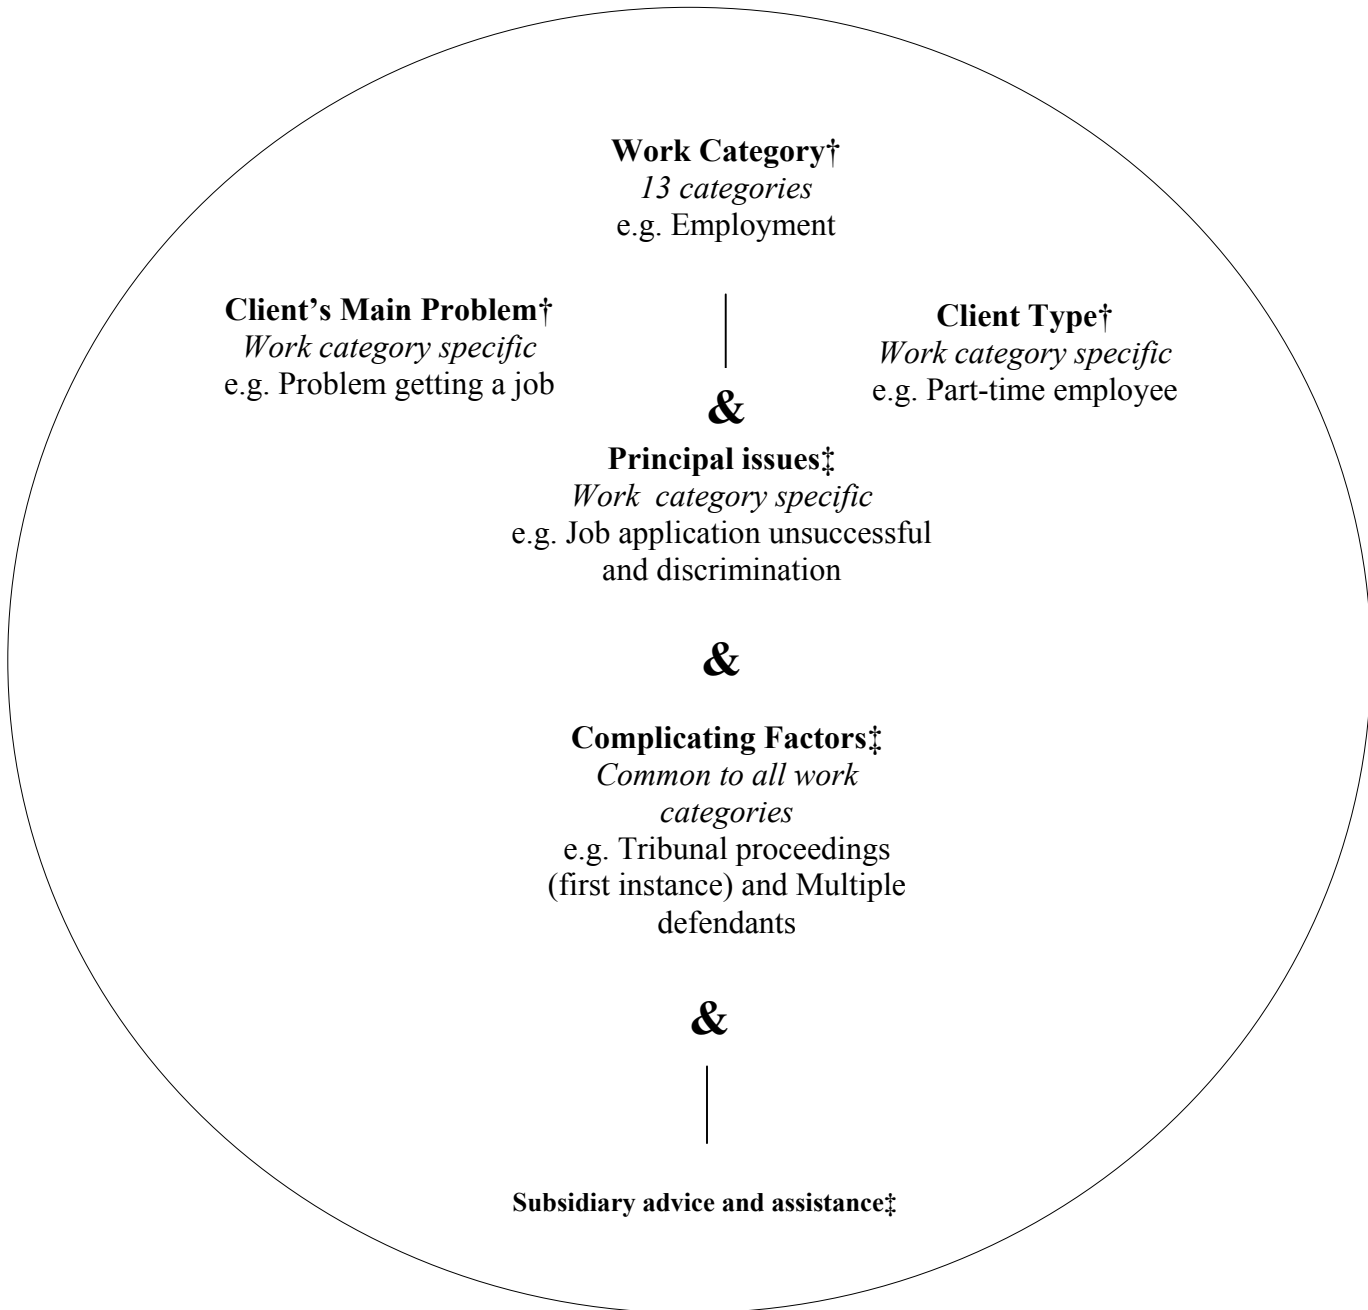 Work Category†
13 categories
e.g. Employment
Client’s Main Problem†
Work category specific
e.g. Problem getting a job
Client Type†
Work category specific
e.g. Part-time employee
&
Principal issues‡
Work category specific
e.g. Job application unsuccessful
and discrimination
&
Complicating Factors‡
Common to all work
categories
e.g. Tribunal proceedings
(first instance) and Multiple
defendants
&
Subsidiary advice and assistance‡